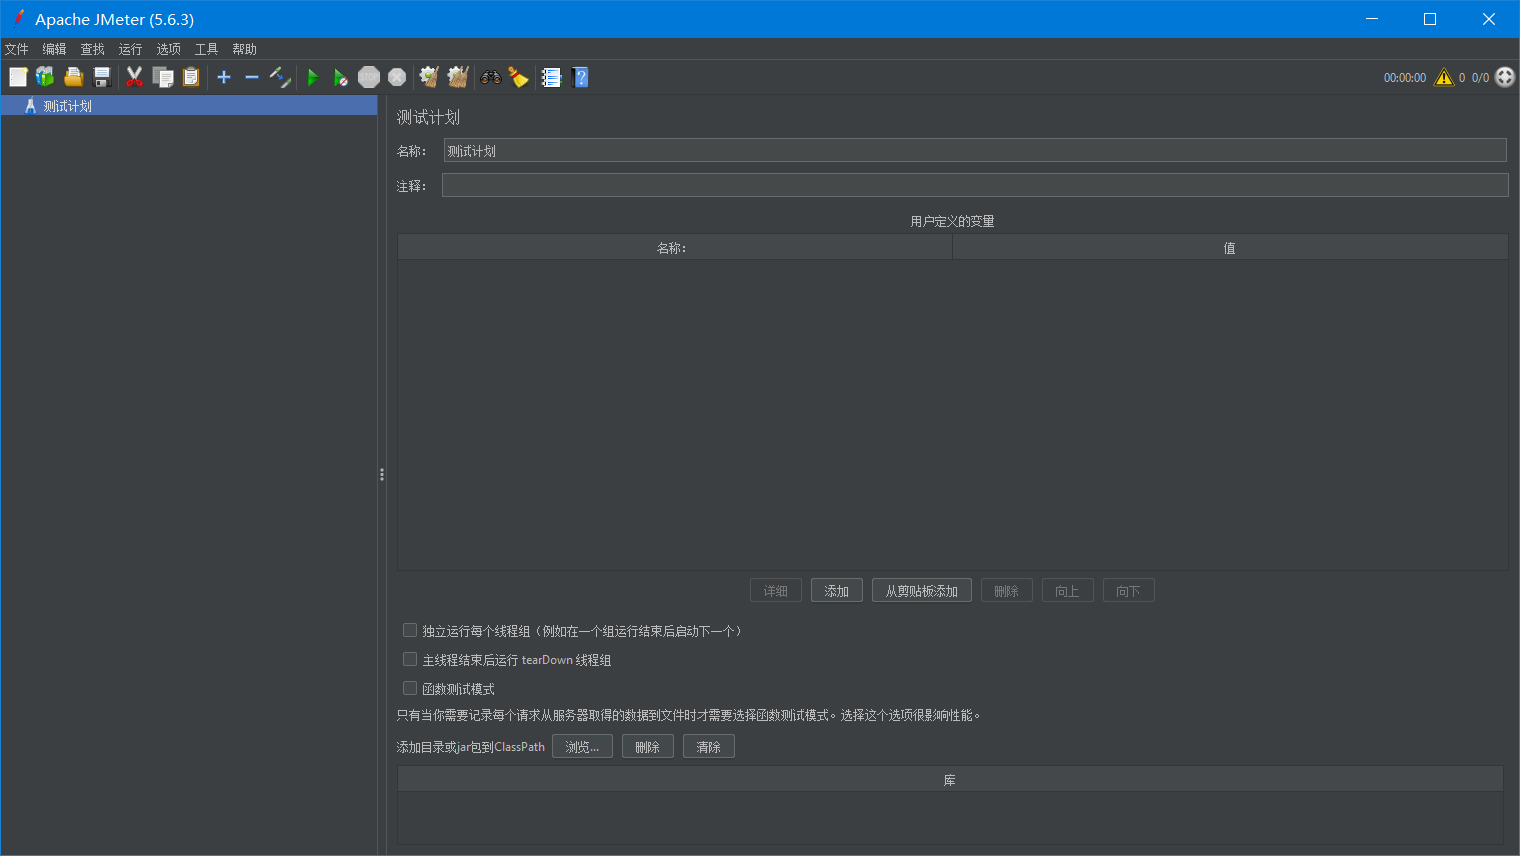 Apache JMeter (5.6.3)
文件 编辑 查找 运行 选项 工具 帮助
STOP
00:00:00 0 0/0
测试计划
测试计划
名称： 测试计划
注释：
用户定义的变量
名称: 值
详细 添加 从剪贴板添加 删除 向上 向下
独立运行每个线程组（例如在一个组运行结束后启动下一个）
主线程结束后运行 tearDown 线程组
函数测试模式
只有当你需要记录每个请求从服务器取得的数据到文件时才需要选择函数测试模式。选择这个选项很影响性能。
添加目录或jar包到ClassPath 浏览... 删除 清除
库